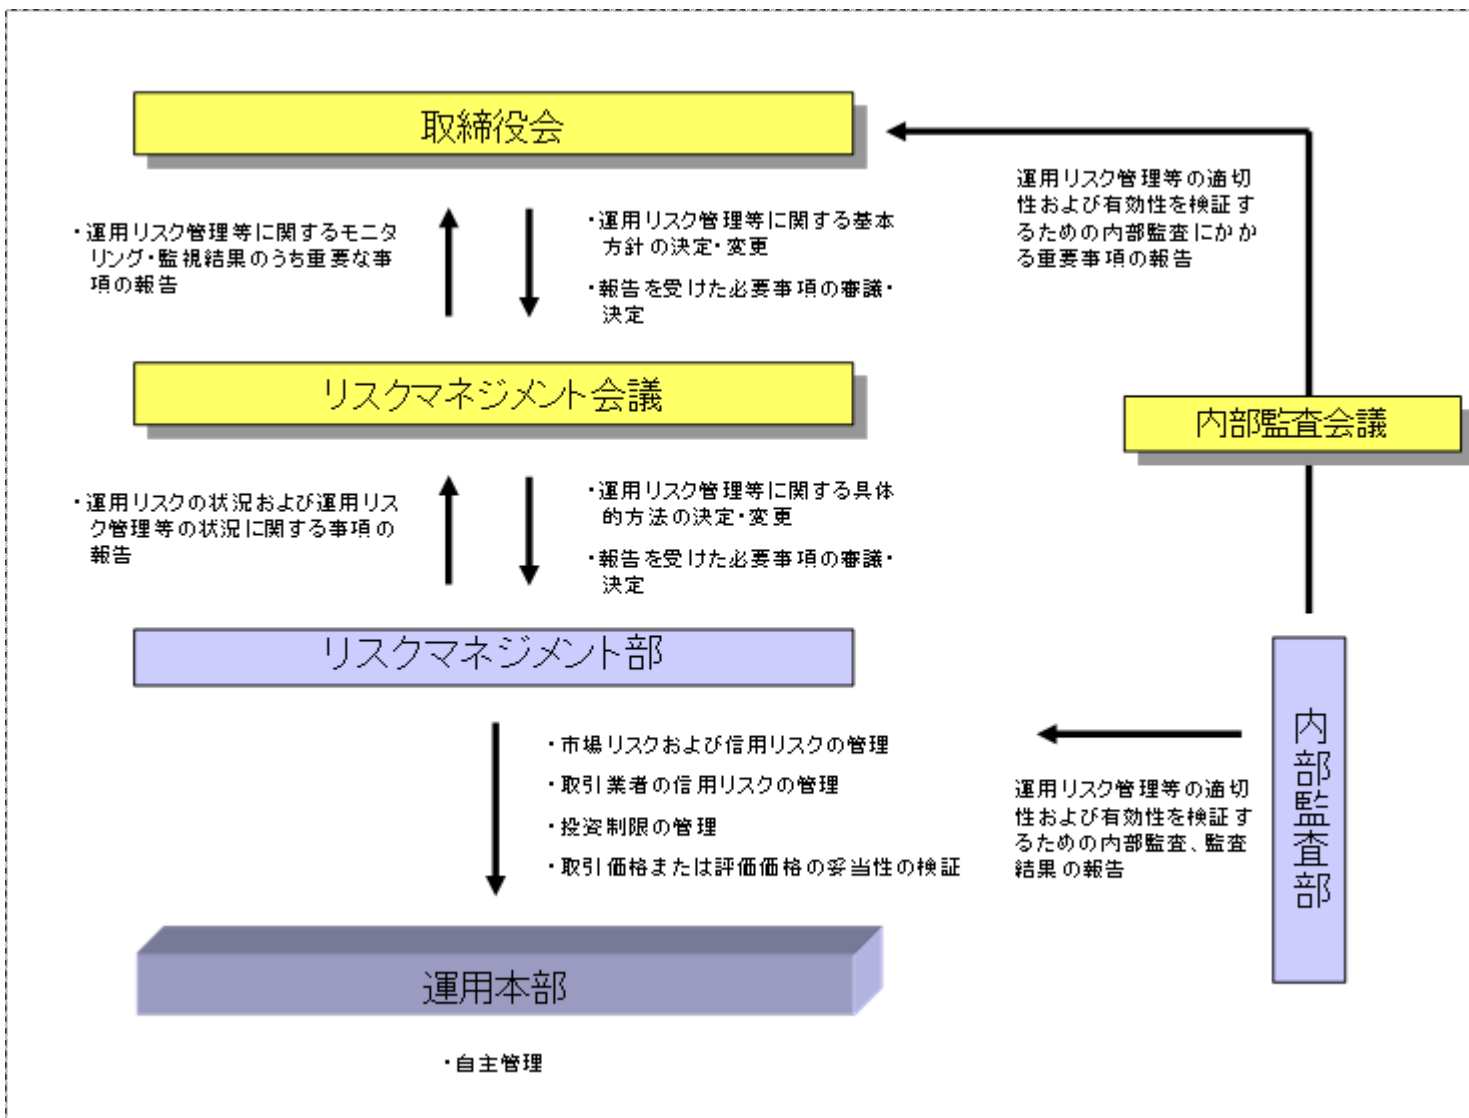 取締役会
運用リスク管理等の適切
性および有効性を検証す
るための内部監査にかか
る重要事項の報告
・運用リスク管理等に関するモニタ
リング・監視結果のうち重要な事
項の報告
・運用リスク管理等に関する基本
方針の決定・変更
・報告を受けた必要事項の審議・
決定
リスクマネジメント会議
内部監査会議
・運用リスクの状況および運用リス
ク管理等の状況に関する事項の
報告
・運用リスク管理等に関する具体
的方法の決定・変更
・報告を受けた必要事項の審議・
決定
リスクマネジメント部
内部監査部
・市場リスクおよび信用リスクの管理
・取引業者の信用リスクの管理
・投資制限の管理
・取引価格または評価価格の妥当性の検証
運用リスク管理等の適切
性および有効性を検証す
るための内部監査、監査
結果の報告
運用本部
・自主管理